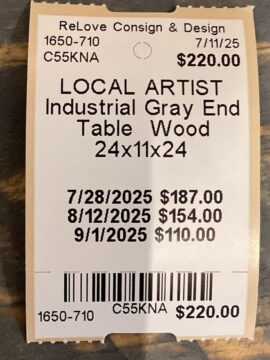 ReLove Consign & Design
1650-710 7/11/25
C55KNA $220.00
LOCAL ARTIST
Industrial Gray End
Table Wood
24x11x24
7/28/2025 $187.00
8/12/2025 $154.00
9/1/2025 $110.00
C55KNA
1650-710 $220.00